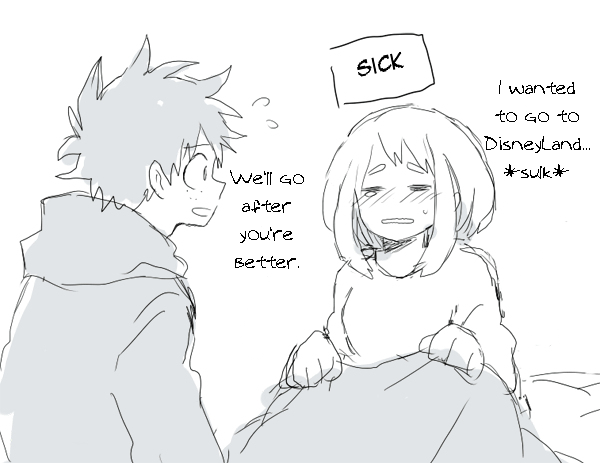 SICK
I wanted
to go to
DisneyLand...
*sulk*
We'll go
after
you're
better.